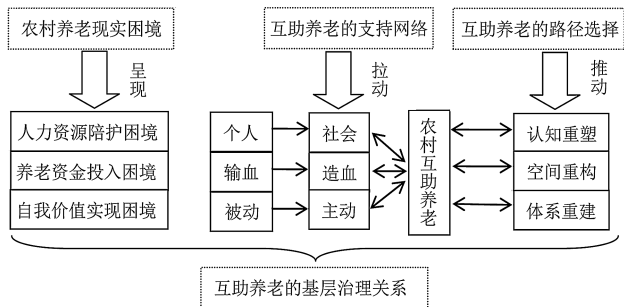 农村养老现实困境
互助养老的支持网络
互助养老的路径选择
呈现
拉动
推动
人力资源陪护困境
养老资金投入困境
自我价值实现困境
个人
输血
被动
社会
造血
主动
农村互助养老
认知重塑
空间重构
体系重建
互助养老的基层治理关系